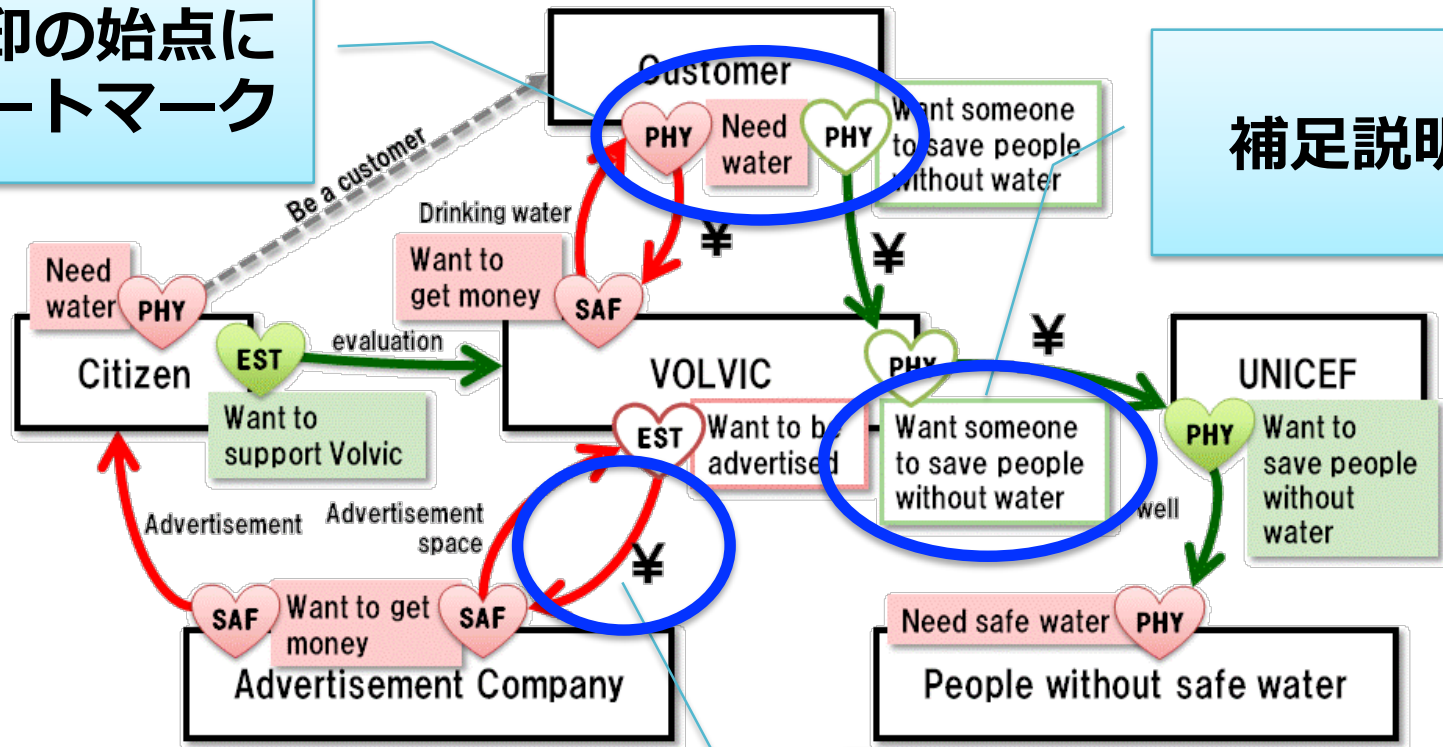 印の始点に
ートマーク
補足説明
Customer
PHY
Need
water
PHY
Want someone
to save people
without water
Be a customer
Drinking water
¥
¥
Want to
get money
SAF
Need
water
PHY
Citizen
EST
evaluation
Want to
support Volvic
VOLVIC
PHY
¥
UNICEF
EST
Want to be
advertised
Want someone
to save people
without water
PHY
Want to
save people
without
water
well
Advertisement
Advertisement
space
¥
SAF
Want to get
money
SAF
Advertisement Company
Need safe water
PHY
People without safe water